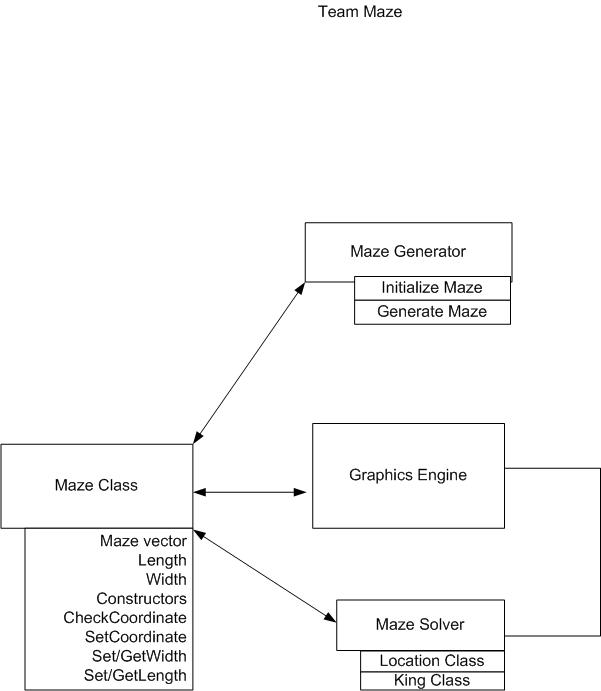 Team Maze
Maze Generator
Initialize Maze
Generate Maze
Maze Class
Maze vector
Length
Width
Constructors
CheckCoordinate
SetCoordinate
Set/GetWidth
Set/GetLength
Graphics Engine
Maze Solver
Location Class
King Class